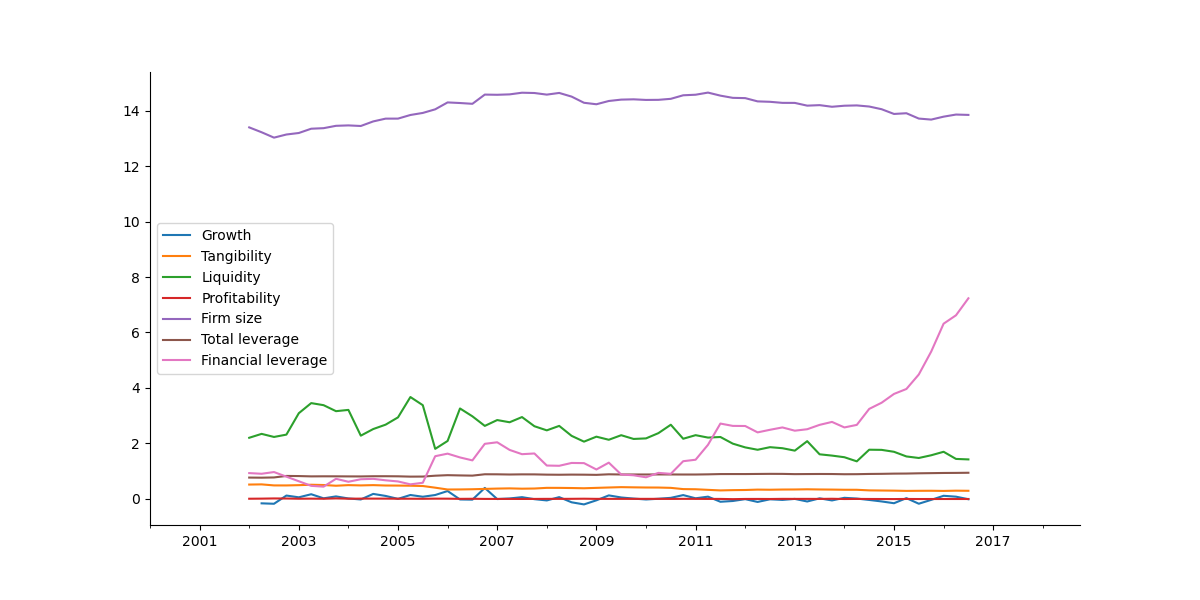 14
12
10
8
6
4
2
0
Growth
Tangibility
Liquidity
Profitability
Firm size
Total leverage
Financial leverage
2001 2003 2005 2007 2009 2011 2013 2015 2017